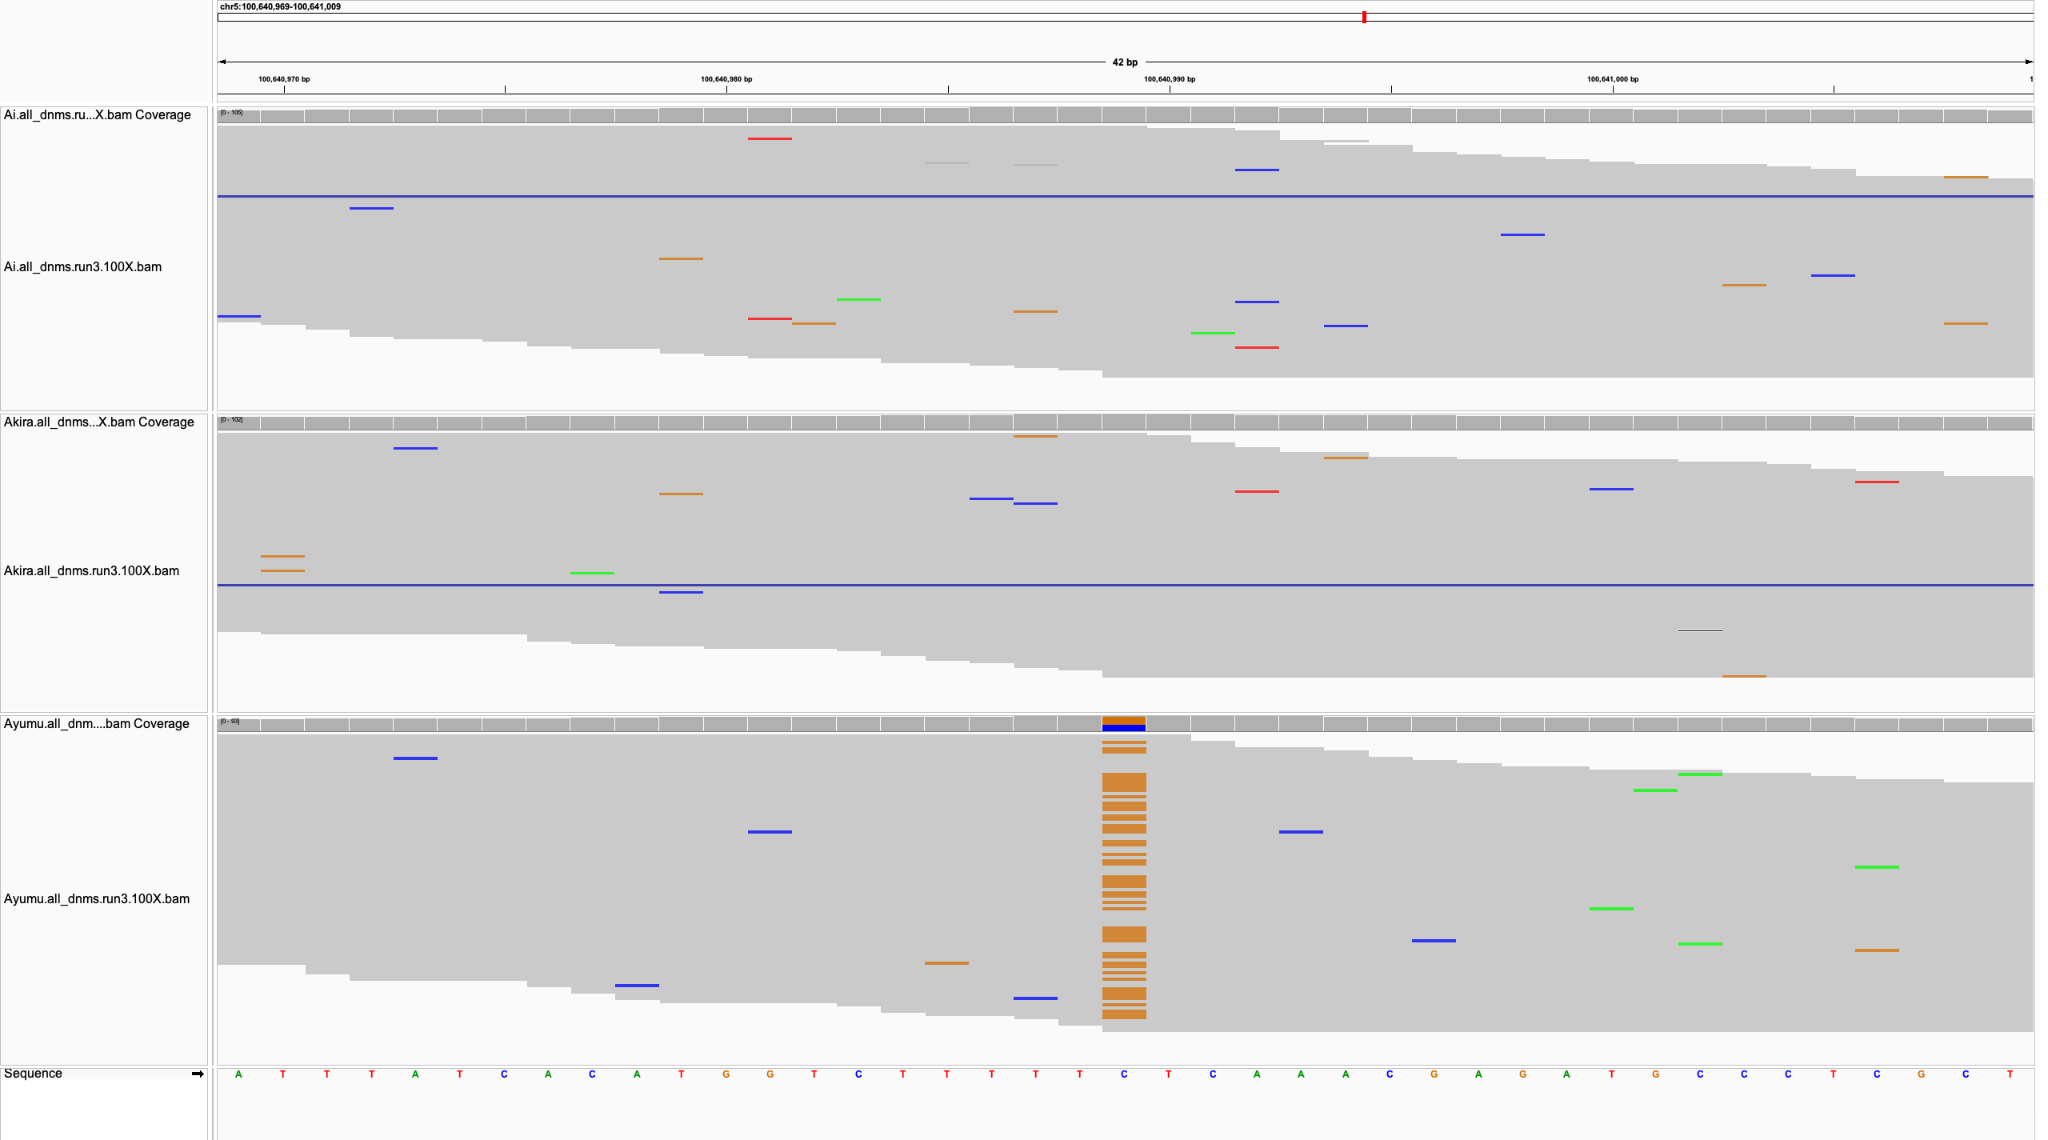 chr5:100,640,969-100,641,009
42 bp
100,640,970 bp 100,640,980 bp 100,640,990 bp 100,641,000 bp 1
Ai.all_dnms.ru...X.bam Coverage
[0 - 105]
Ai.all_dnms.run3.100X.bam
Akira.all_dnms...X.bam Coverage
[0 - 102]
Akira.all_dnms.run3.100X.bam
Ayumu.all_dnm....bam Coverage
[0 - 93]
Ayumu.all_dnms.run3.100X.bam
Sequence A T T T A T C A C A T G G T C T T T T T C T C A A A C G A G A T G C C C T C G C T